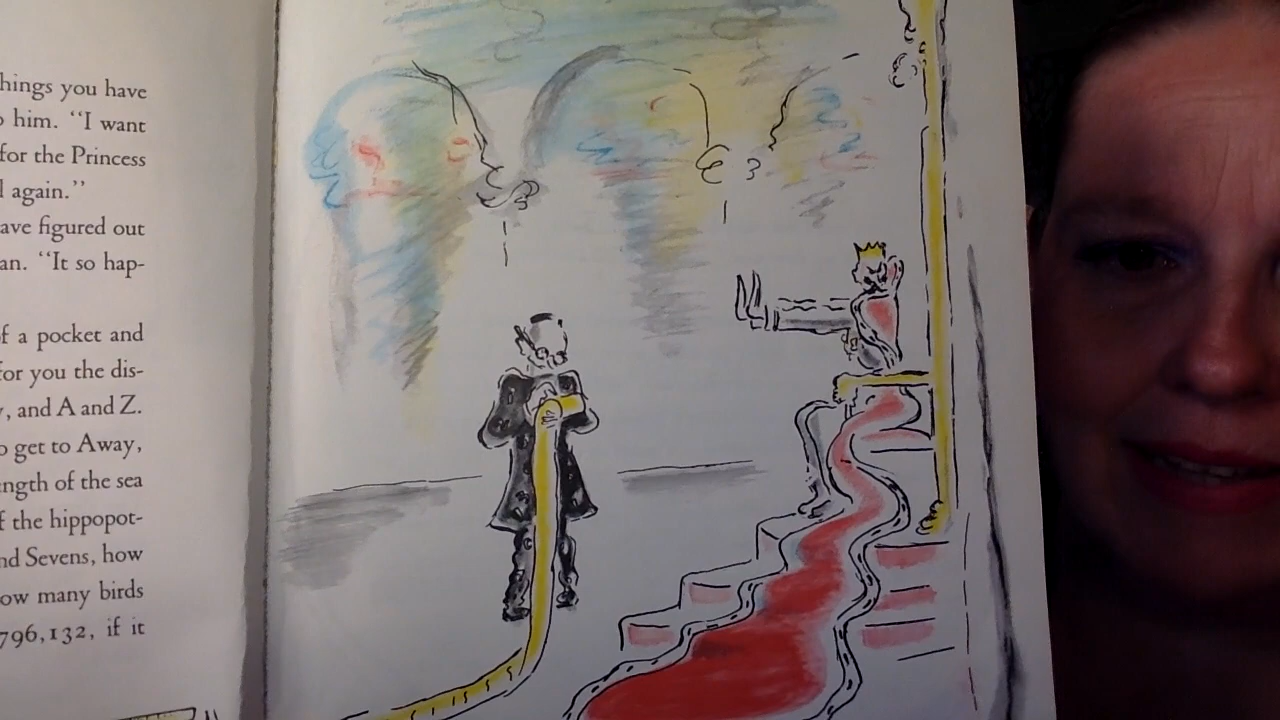 hings you have
him. “I want
for the Princess
again.”
ave figured out
an. “It so hap-
of a pocket and
for you the dis-
, and A and Z.
o get to Away,
ngth of the sea
f the hippopot-
nd Sevens, how
ow many birds
796,132, if it